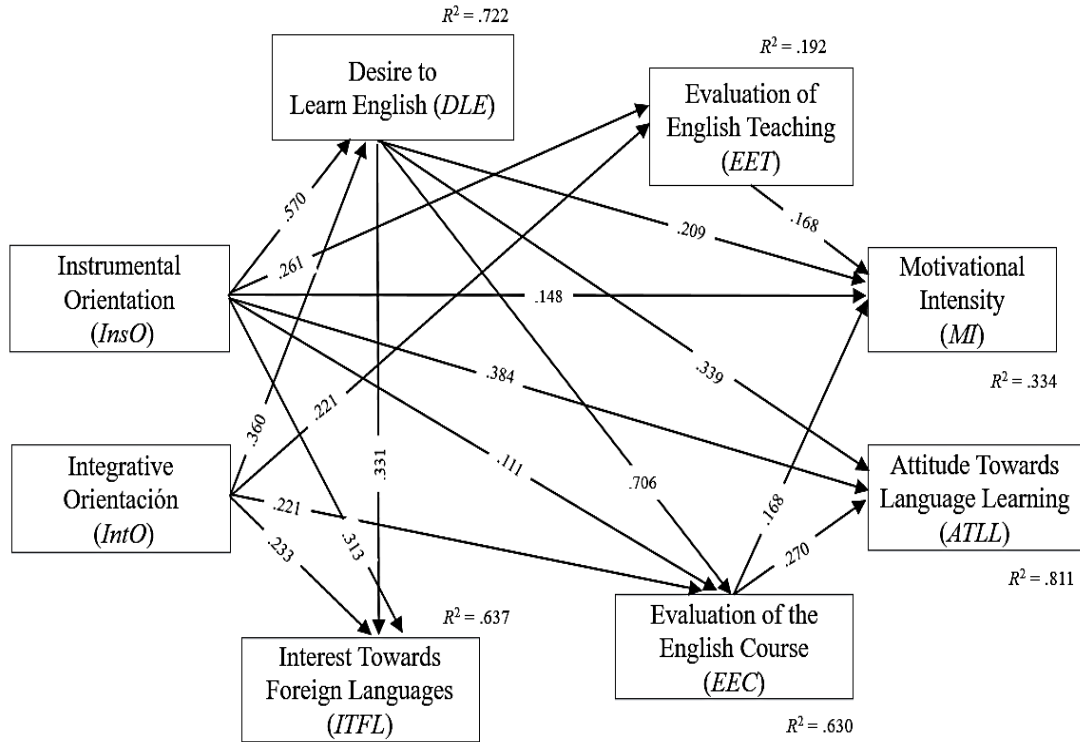 R² = .722
Desire to
Learn English (DLE)
R² = .192
Evaluation of
English Teaching
(EET)
.570
.261
.209
.168
Instrumental
Orientation
(InsO)
.148
Motivational
Intensity
(MI)
R² = .334
.384
.339
.221
.360
.331
.111
.706
Integrative
Orientación
(IntO)
.221
.233
.313
.168
.270
Attitude Towards
Language Learning
(ATLL)
R² = .811
R² = .637
Interest Towards
Foreign Languages
(ITFL)
Evaluation of the
English Course
(EEC)
R² = .630